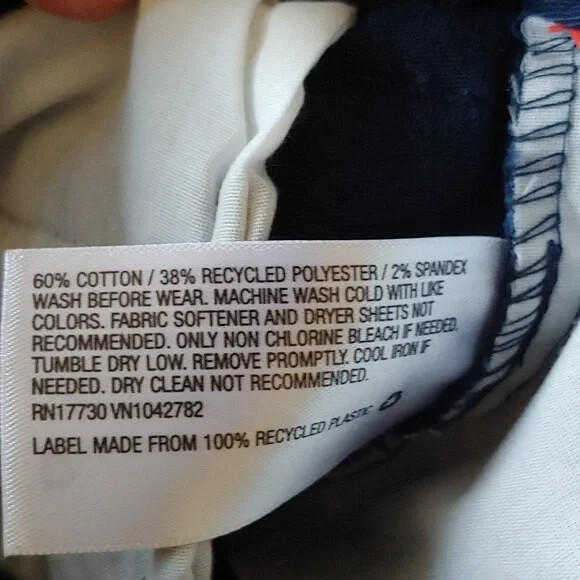 60% COTTON / 38% RECYCLED POLYESTER / 2% SPANDEX
WASH BEFORE WEAR. MACHINE WASH COLD WITH LIKE
COLORS. FABRIC SOFTENER AND DRYER SHEETS NOT
RECOMMENDED. ONLY NON CHLORINE BLEACH IF NEEDED.
TUMBLE DRY LOW. REMOVE PROMPTLY. COOL IRON IF
NEEDED. DRY CLEAN NOT RECOMMENDED.
RN17730 VN1042782
LABEL MADE FROM 100% RECYCLED PLASTIC